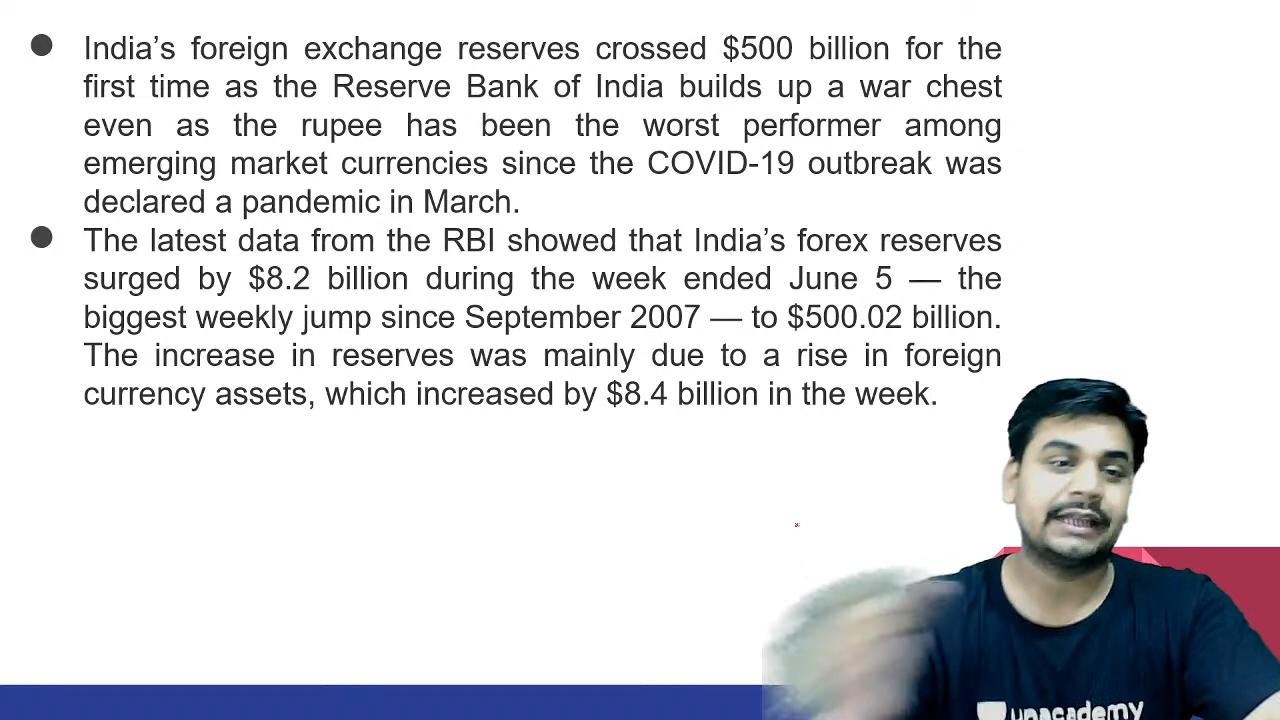 India’s foreign exchange reserves crossed $500 billion for the
first time as the Reserve Bank of India builds up a war chest
even as the rupee has been the worst performer among
emerging market currencies since the COVID-19 outbreak was
declared a pandemic in March.
The latest data from the RBI showed that India’s forex reserves
surged by $8.2 billion during the week ended June 5 — the
biggest weekly jump since September 2007 — to $500.02 billion.
The increase in reserves was mainly due to a rise in foreign
currency assets, which increased by $8.4 billion in the week.
unacademy